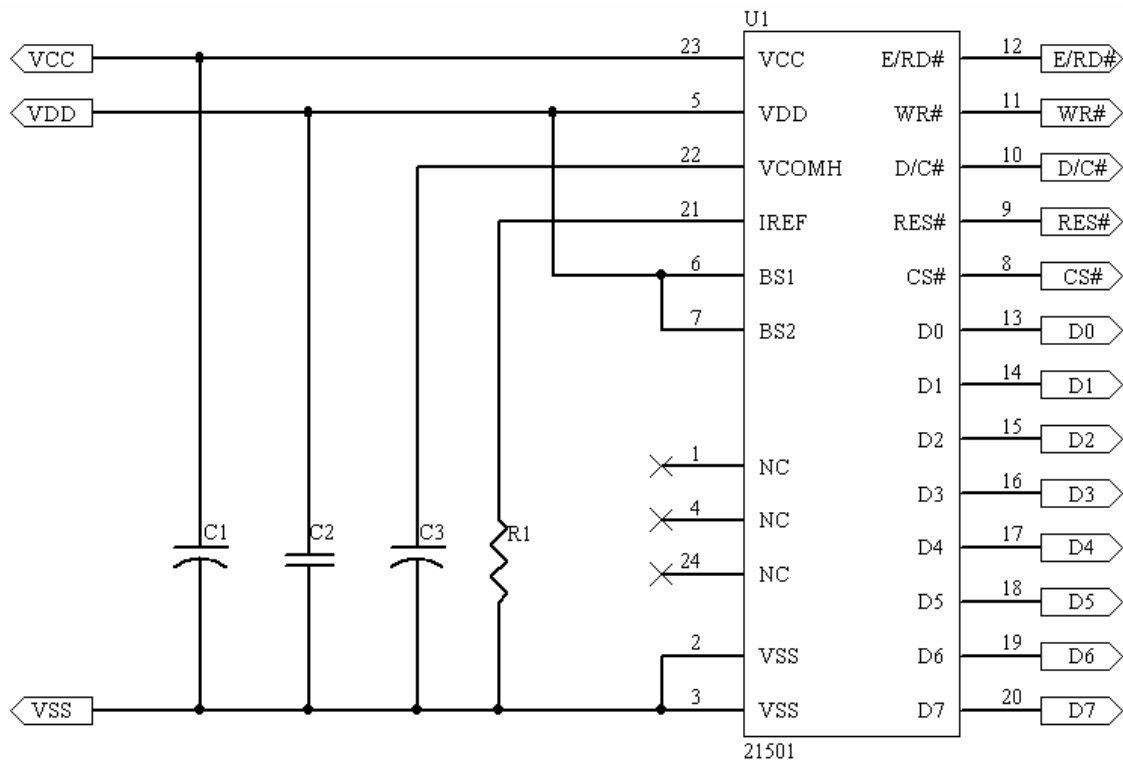 U1
VCC 23 VCC E/RD# 12 E/RD#
VDD 5 VDD WR# 11 WR#
22 VCOMH D/C# 10 D/C#
21 IREF RES# 9 RES#
6 BS1 CS# 8 CS#
7 BS2 D0 13 D0
D1 14 D1
D2 15 D2
1 NC
D3 16 D3
4 NC
C1 C2 C3 R1 D4 17 D4
24 NC
D5 18 D5
2 VSS D6 19 D6
VSS 3 VSS D7 20 D7
21501